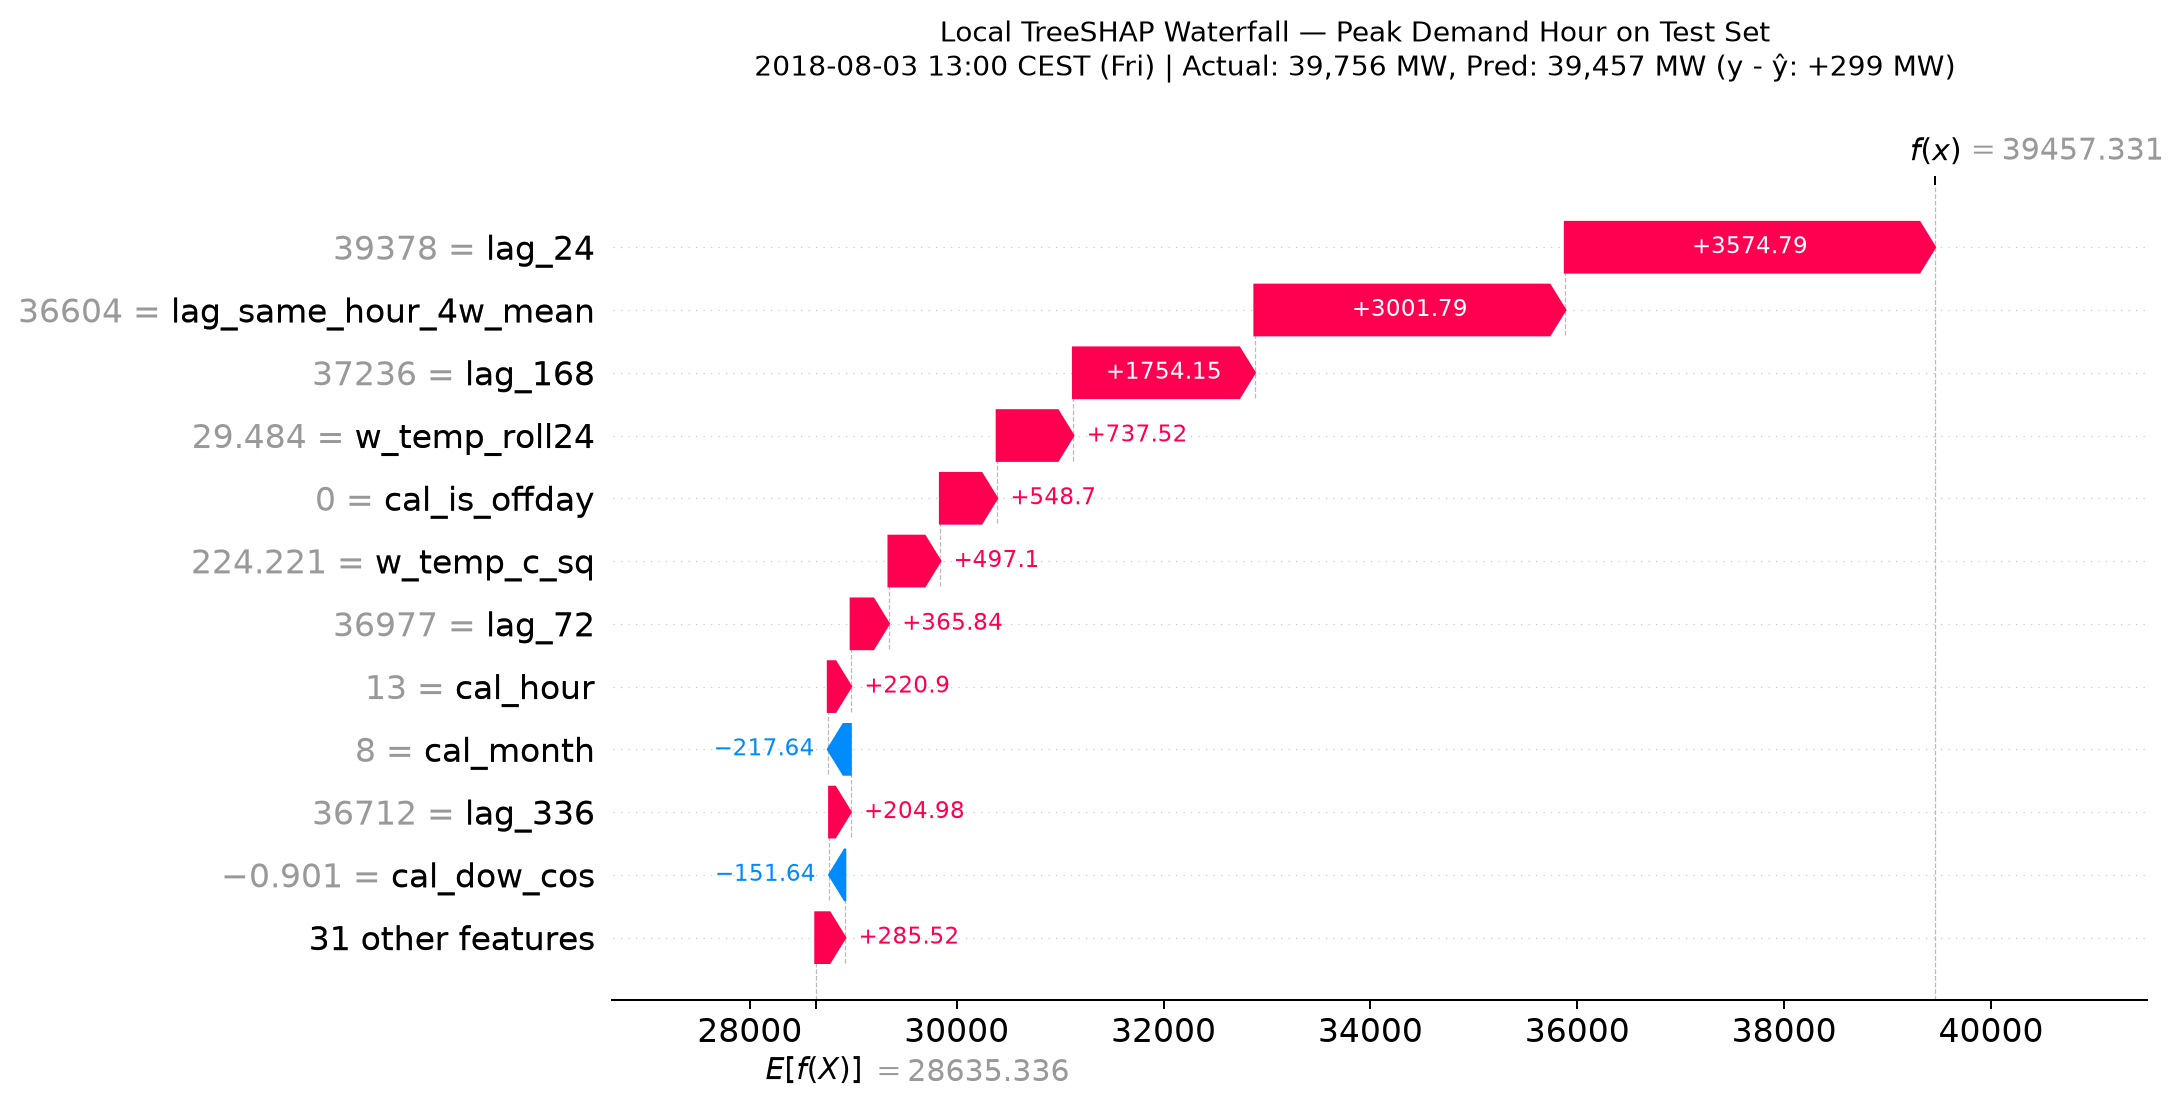 Local TreeSHAP Waterfall — Peak Demand Hour on Test Set
2018-08-03 13:00 CEST (Fri) | Actual: 39,756 MW, Pred: 39,457 MW (y - ŷ: +299 MW)
f(x) = 39457.331
39378 = lag_24
+3574.79
36604 = lag_same_hour_4w_mean
+3001.79
37236 = lag_168
+1754.15
29.484 = w_temp_roll24
+737.52
0 = cal_is_offday
+548.7
224.221 = w_temp_c_sq
+497.1
36977 = lag_72
+365.84
13 = cal_hour
+220.9
8 = cal_month
−217.64
36712 = lag_336
+204.98
−0.901 = cal_dow_cos
−151.64
31 other features
+285.52
28000 30000 32000 34000 36000 38000 40000
E[f(X)] = 28635.336